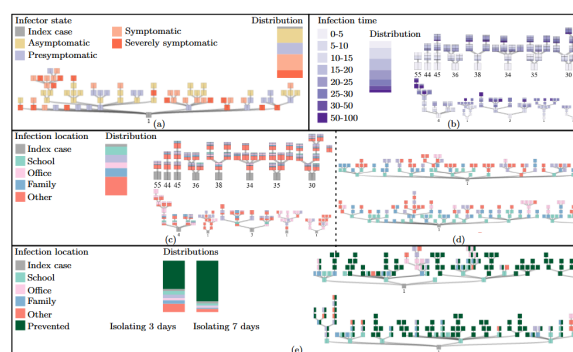 Infector state
Index case
Asymptomatic
Presymptomatic
Symptomatic
Severely symptomatic
Distribution
1
(a)
Infection time
0-5
5-10
10-15
15-20
20-25
25-30
30-50
50-100
Distribution
55 44 45 36 38 34 35 30
(b)
Infection location
Index case
School
Office
Family
Other
Distribution
55 44 45 36 38 34 35 30
(c)
(d)
Infection location
Index case
School
Office
Family
Other
Prevented
Distributions
Isolating 3 days Isolating 7 days
1
(e)